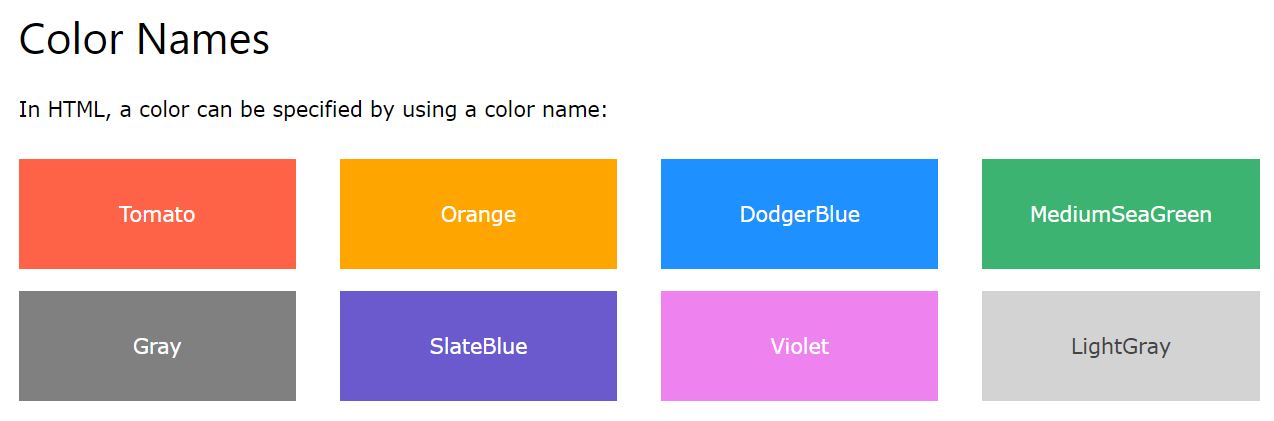 Color Names
In HTML, a color can be specified by using a color name:
Tomato
Orange
DodgerBlue
MediumSeaGreen
Gray
SlateBlue
Violet
LightGray